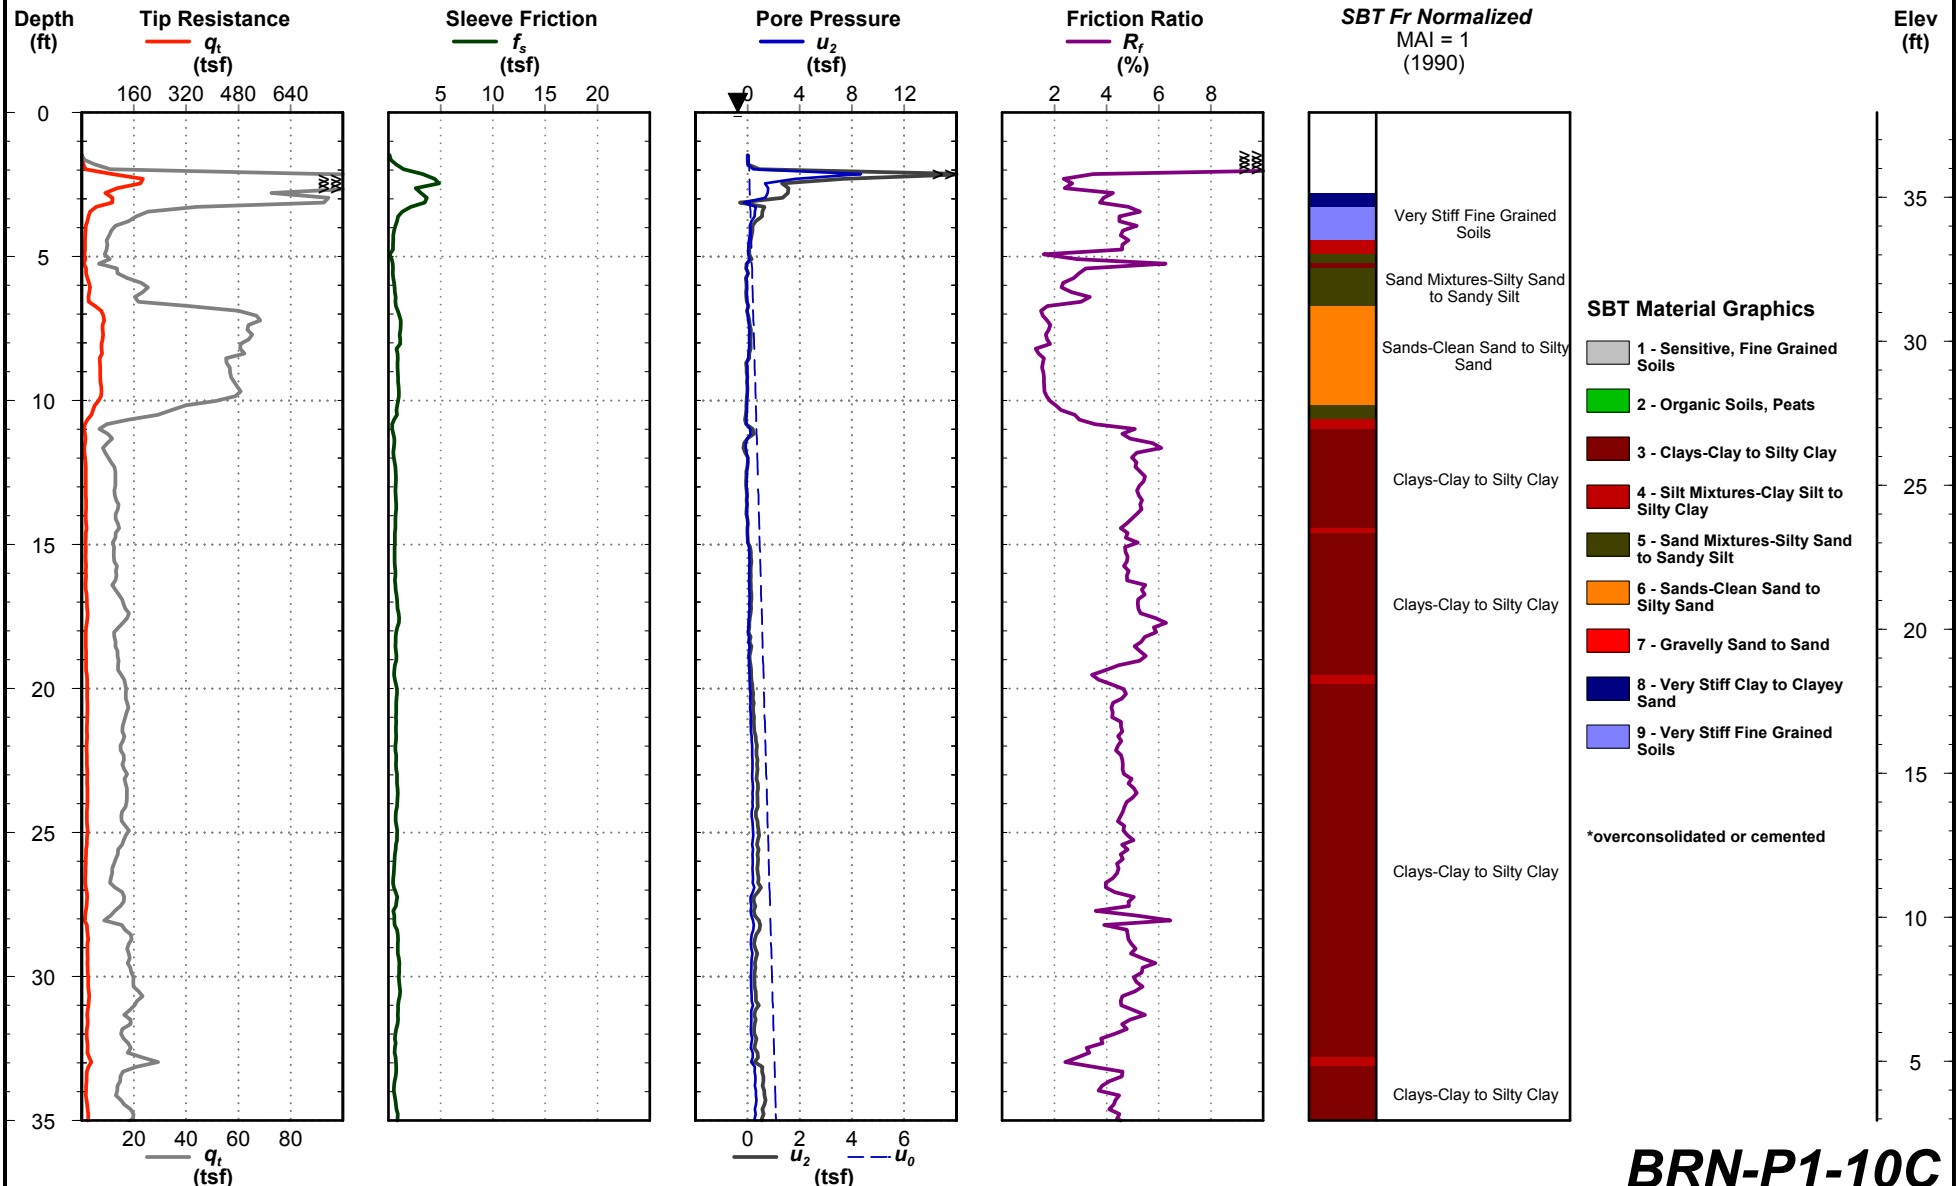 Depth
(ft)
Tip Resistance
qt
(tsf)
160 320 480 640
Sleeve Friction
fs
(tsf)
5 10 15 20
Pore Pressure
u2
(tsf)
0 4 8 12
Friction Ratio
Rf
(%)
2 4 6 8
SBT Fr Normalized
MAI = 1
(1990)
Elev
(ft)
0
5
10
15
20
25
30
35
>>
>>
>>
20 40 60 80
qt
(tsf)
>>
0 2 4 6
u2
u0
(tsf)
>>
>>
>>
>>
Very Stiff Fine Grained
Soils
Sand Mixtures-Silty Sand
to Sandy Silt
Sands-Clean Sand to Silty
Sand
Clays-Clay to Silty Clay
Clays-Clay to Silty Clay
Clays-Clay to Silty Clay
Clays-Clay to Silty Clay
SBT Material Graphics
1 - Sensitive, Fine Grained
Soils
2 - Organic Soils, Peats
3 - Clays-Clay to Silty Clay
4 - Silt Mixtures-Clay Silt to
Silty Clay
5 - Sand Mixtures-Silty Sand
to Sandy Silt
6 - Sands-Clean Sand to
Silty Sand
7 - Gravelly Sand to Sand
8 - Very Stiff Clay to Clayey
Sand
9 - Very Stiff Fine Grained
Soils
*overconsolidated or cemented
35
30
25
20
15
10
5
BRN-P1-10C